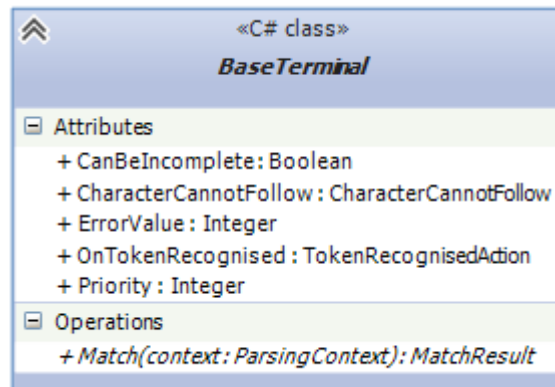 «C# class»
BaseTerminal
Attributes
+ CanBeIncomplete : Boolean
+ CharacterCannotFollow : CharacterCannotFollow
+ ErrorValue : Integer
+ OnTokenRecognised : TokenRecognisedAction
+ Priority : Integer
Operations
+ Match(context: ParsingContext): MatchResult